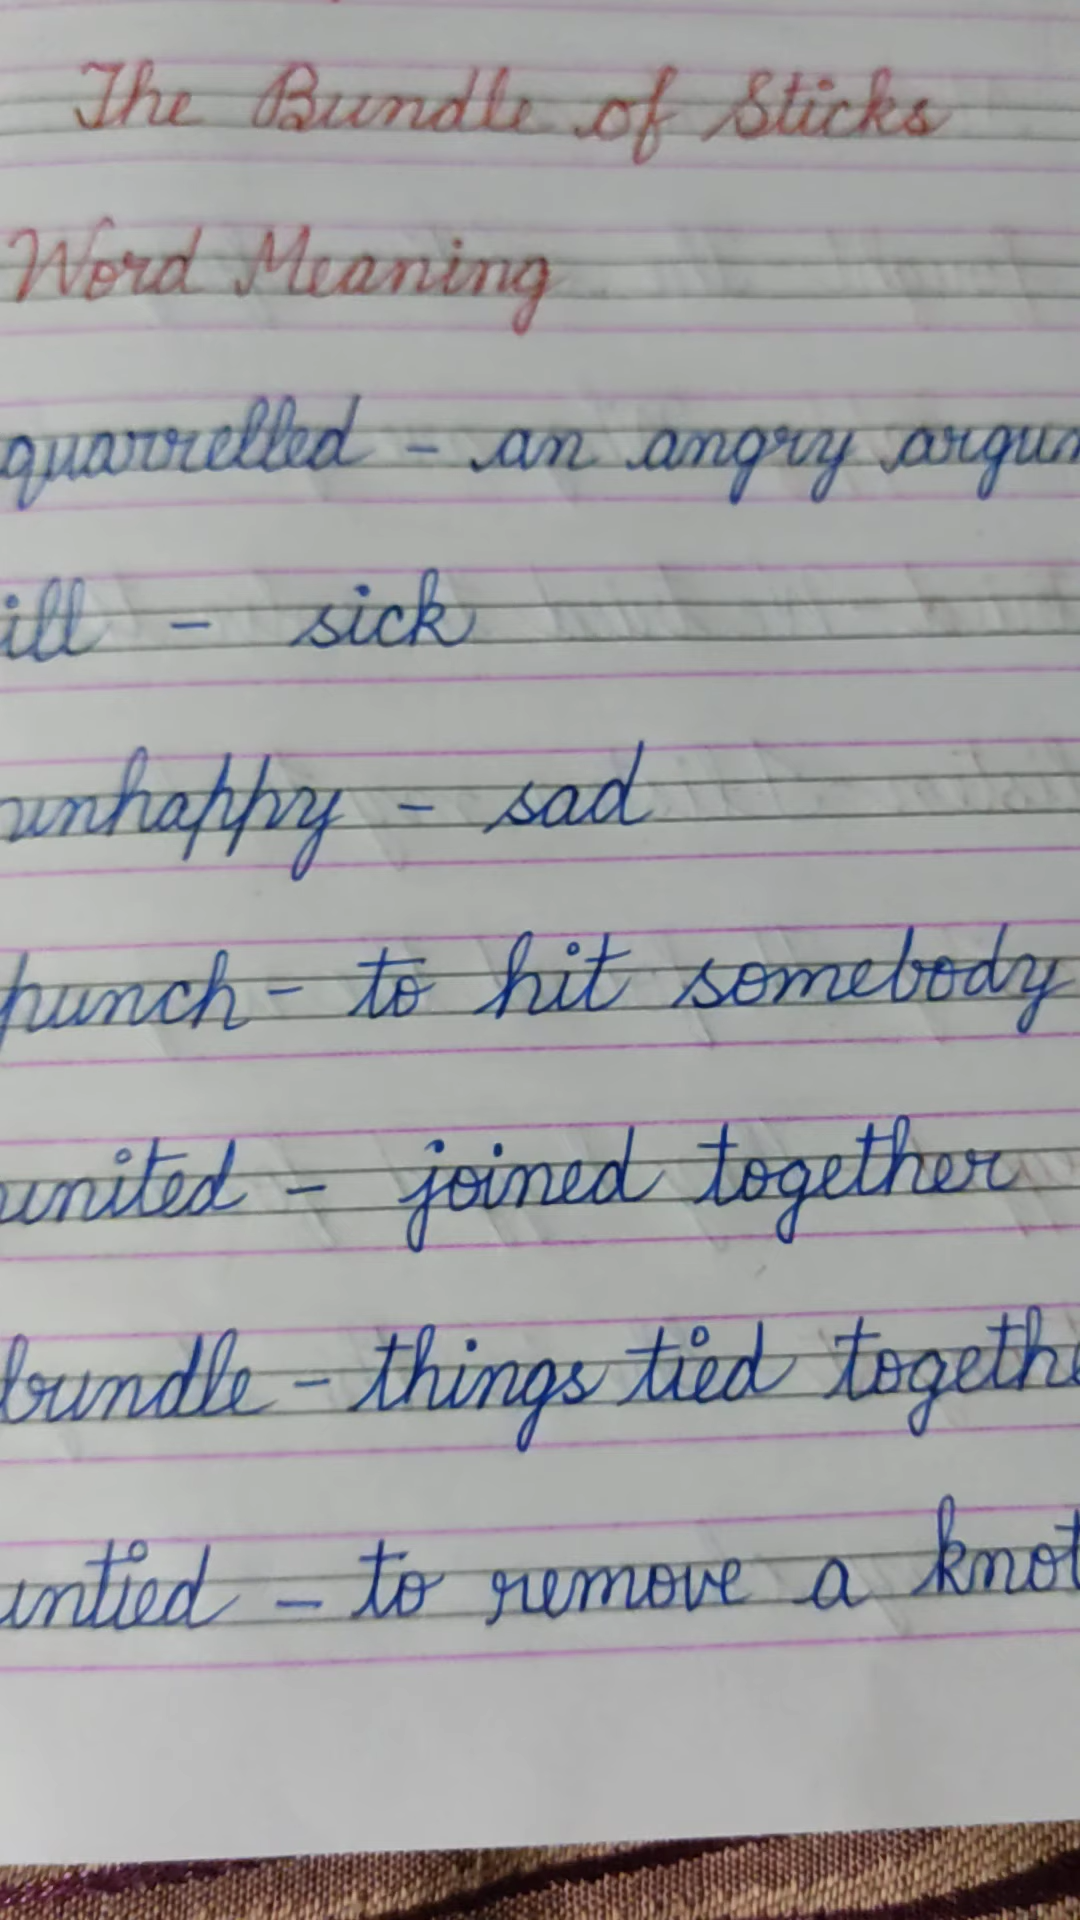 The Bundle of Sticks
Word Meaning
quarrelled - an angry
ill - sick
unhappy - sad
punch - to hit somebody
united - joined together
bundle - things tied
untied - to remove a knot